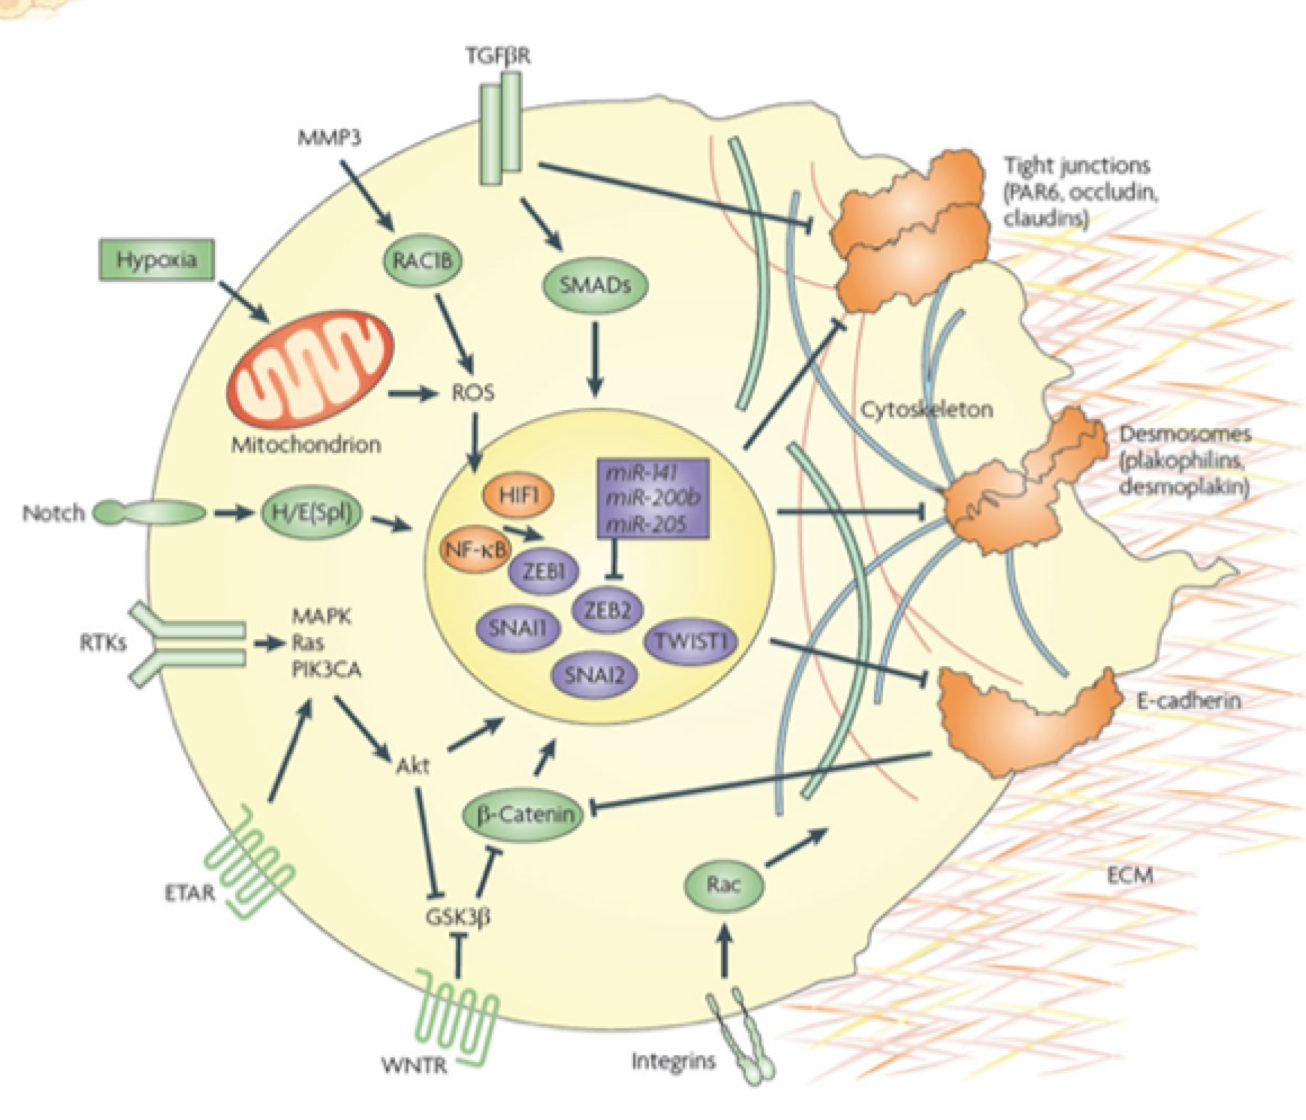 TGFβR
MMP3
Tight junctions
(PAR6, occludin,
claudins)
Hypoxia
RAC1B
SMADs
ROS
Cytoskeleton
Mitochondrion
Desmosomes
(plakophilins,
desmoplakin)
miR-141
miR-200b
miR-205
HIF1
Notch
H/E(Spl)
NF-κB
ZEB1
ZEB2
SNAI1
TWIST1
SNAI2
RTKs
MAPK
Ras
PIK3CA
E-cadherin
Akt
β-Catenin
Rac
ECM
ETAR
GSK3β
WNTR
Integrins